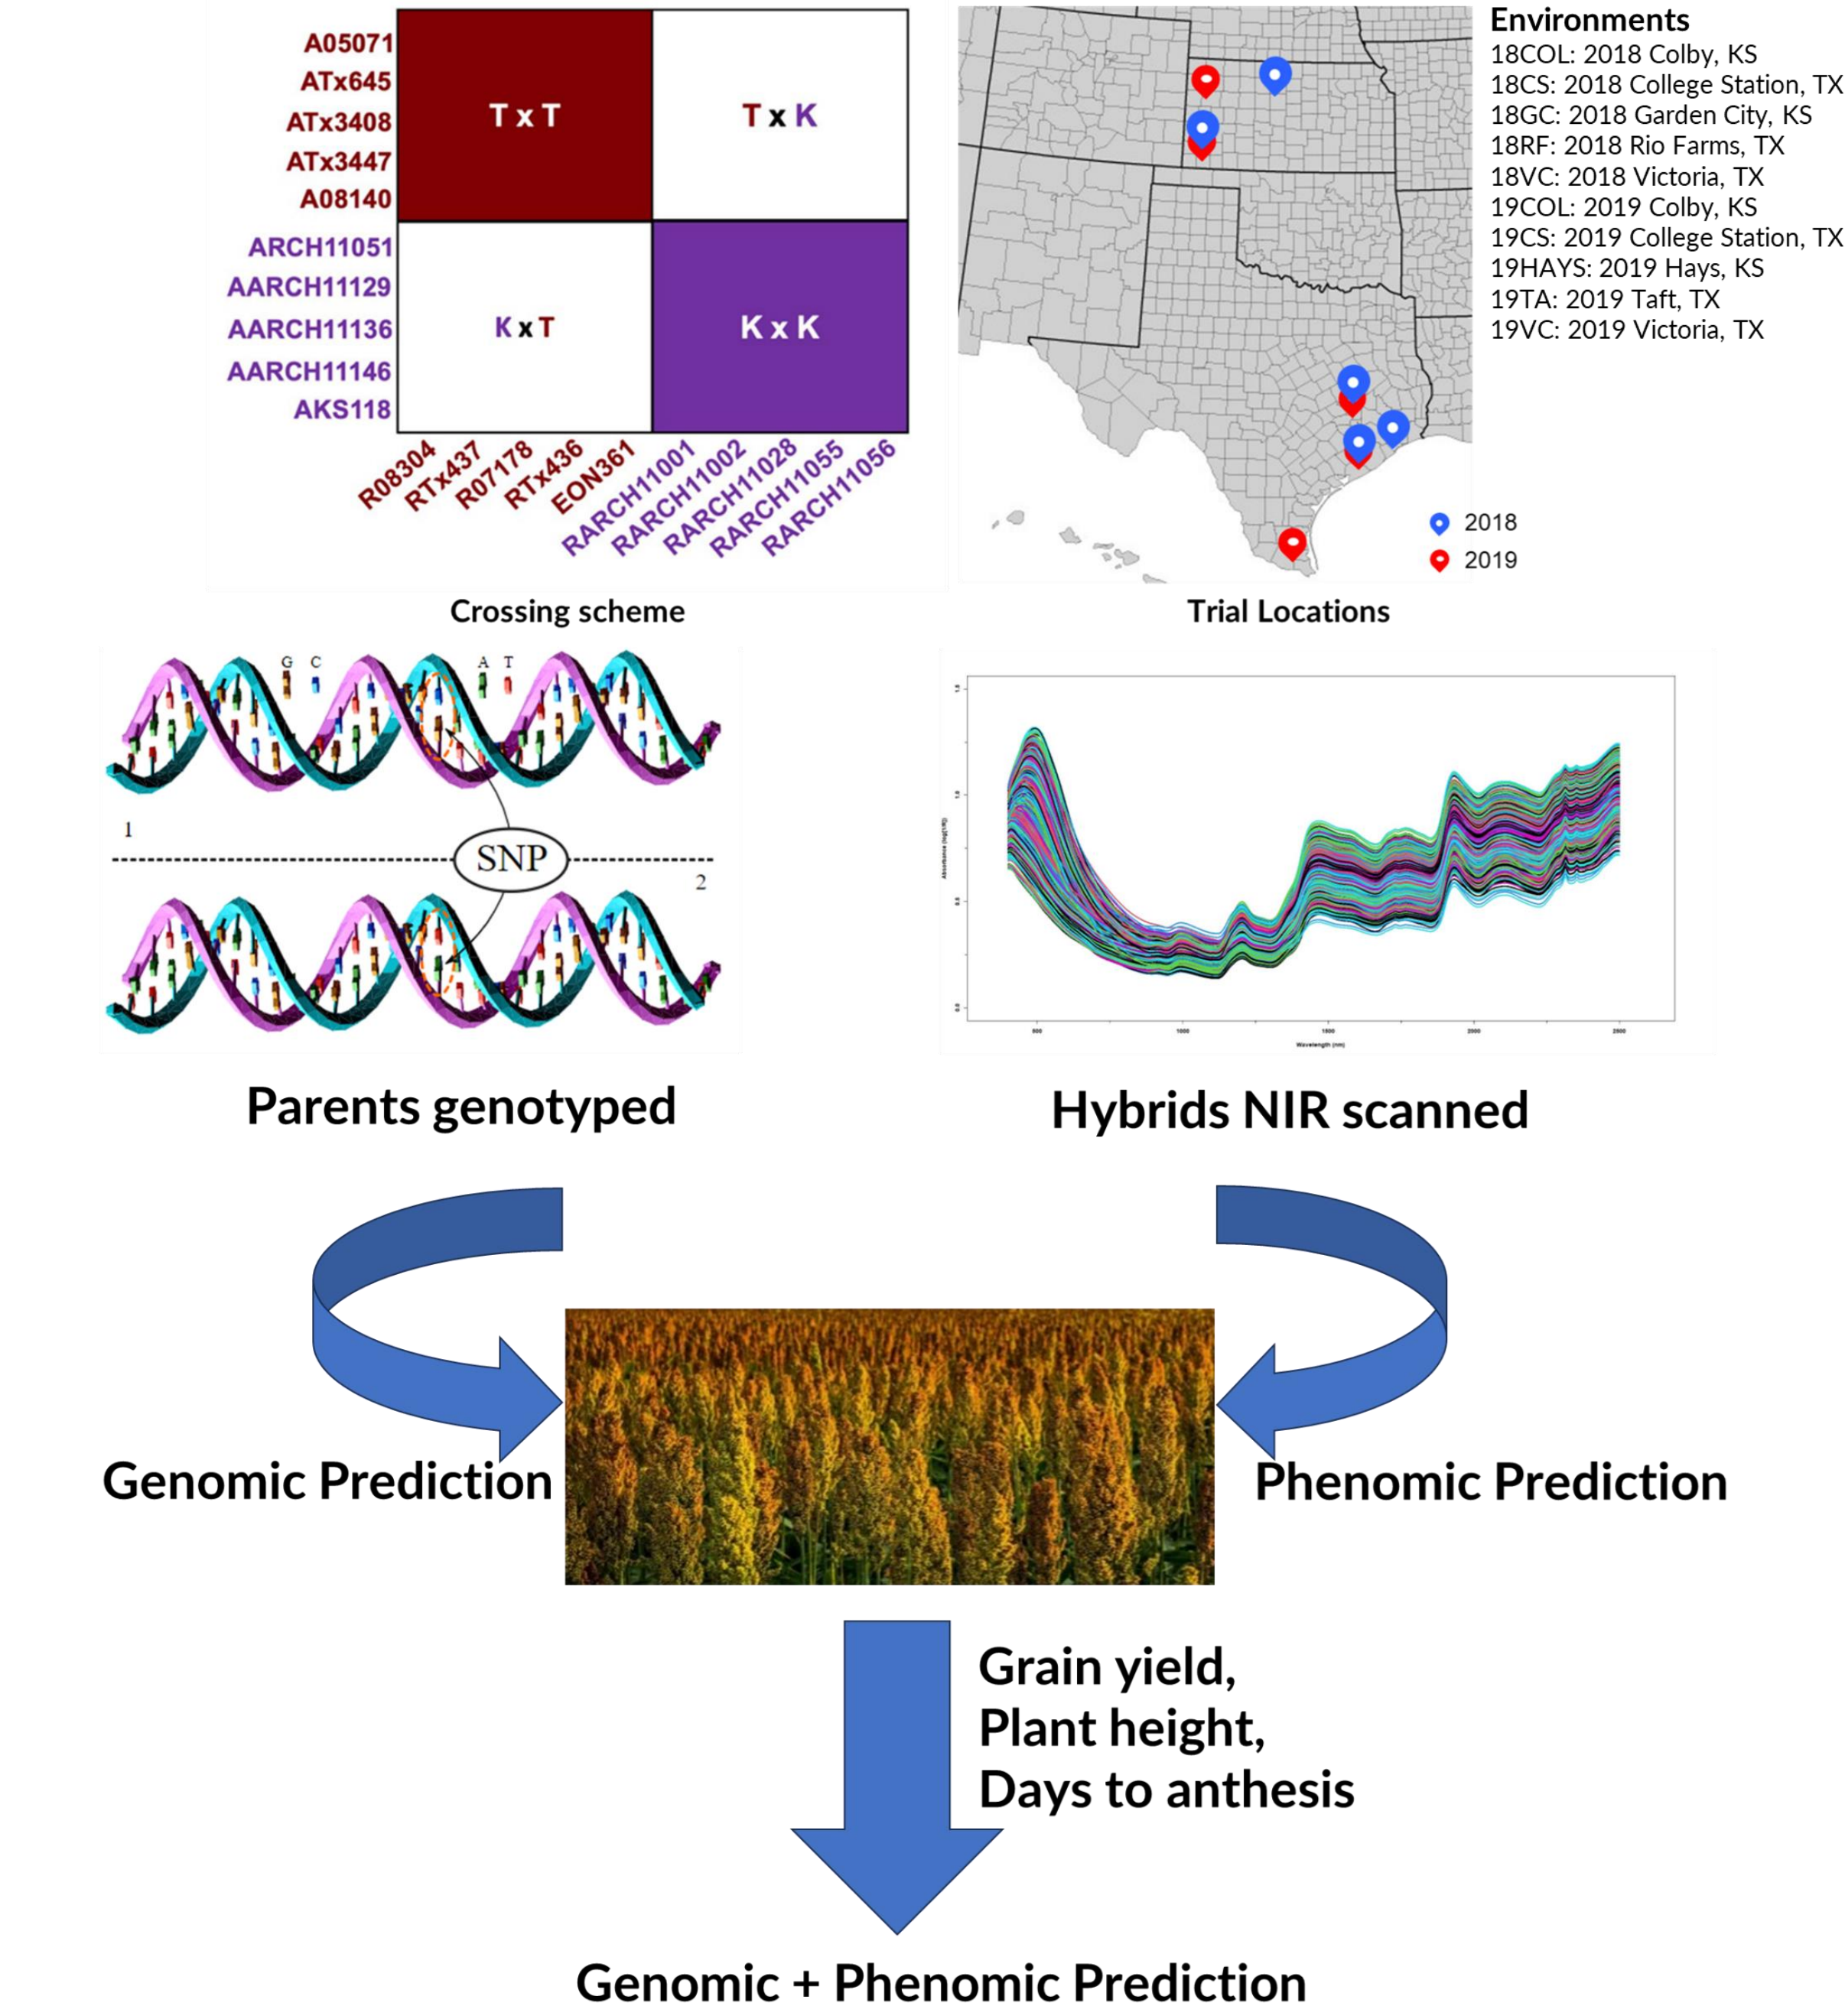 A05071
ATx645
ATx3408
ATx3447
A08140
ARCH11051
AARCH11129
AARCH11136
AARCH11146
AKS118
T x T
T x K
K x T
K x K
R08304
RTx437
R07178
RTx436
EON361
RARCH11001
RARCH11002
RARCH11028
RARCH11055
RARCH11056
Crossing scheme
Environments
18COL: 2018 Colby, KS
18CS: 2018 College Station, TX
18GC: 2018 Garden City, KS
18RF: 2018 Rio Farms, TX
18VC: 2018 Victoria, TX
19COL: 2019 Colby, KS
19CS: 2019 College Station, TX
19HAYS: 2019 Hays, KS
19TA: 2019 Taft, TX
19VC: 2019 Victoria, TX
2018
2019
Trial Locations
G C
A T
1
SNP
2
Parents genotyped
500 1000 1500 2000 2500
Wavelength (nm)
Hybrids NIR scanned
Genomic Prediction
Phenomic Prediction
Grain yield,
Plant height,
Days to anthesis
Genomic + Phenomic Prediction